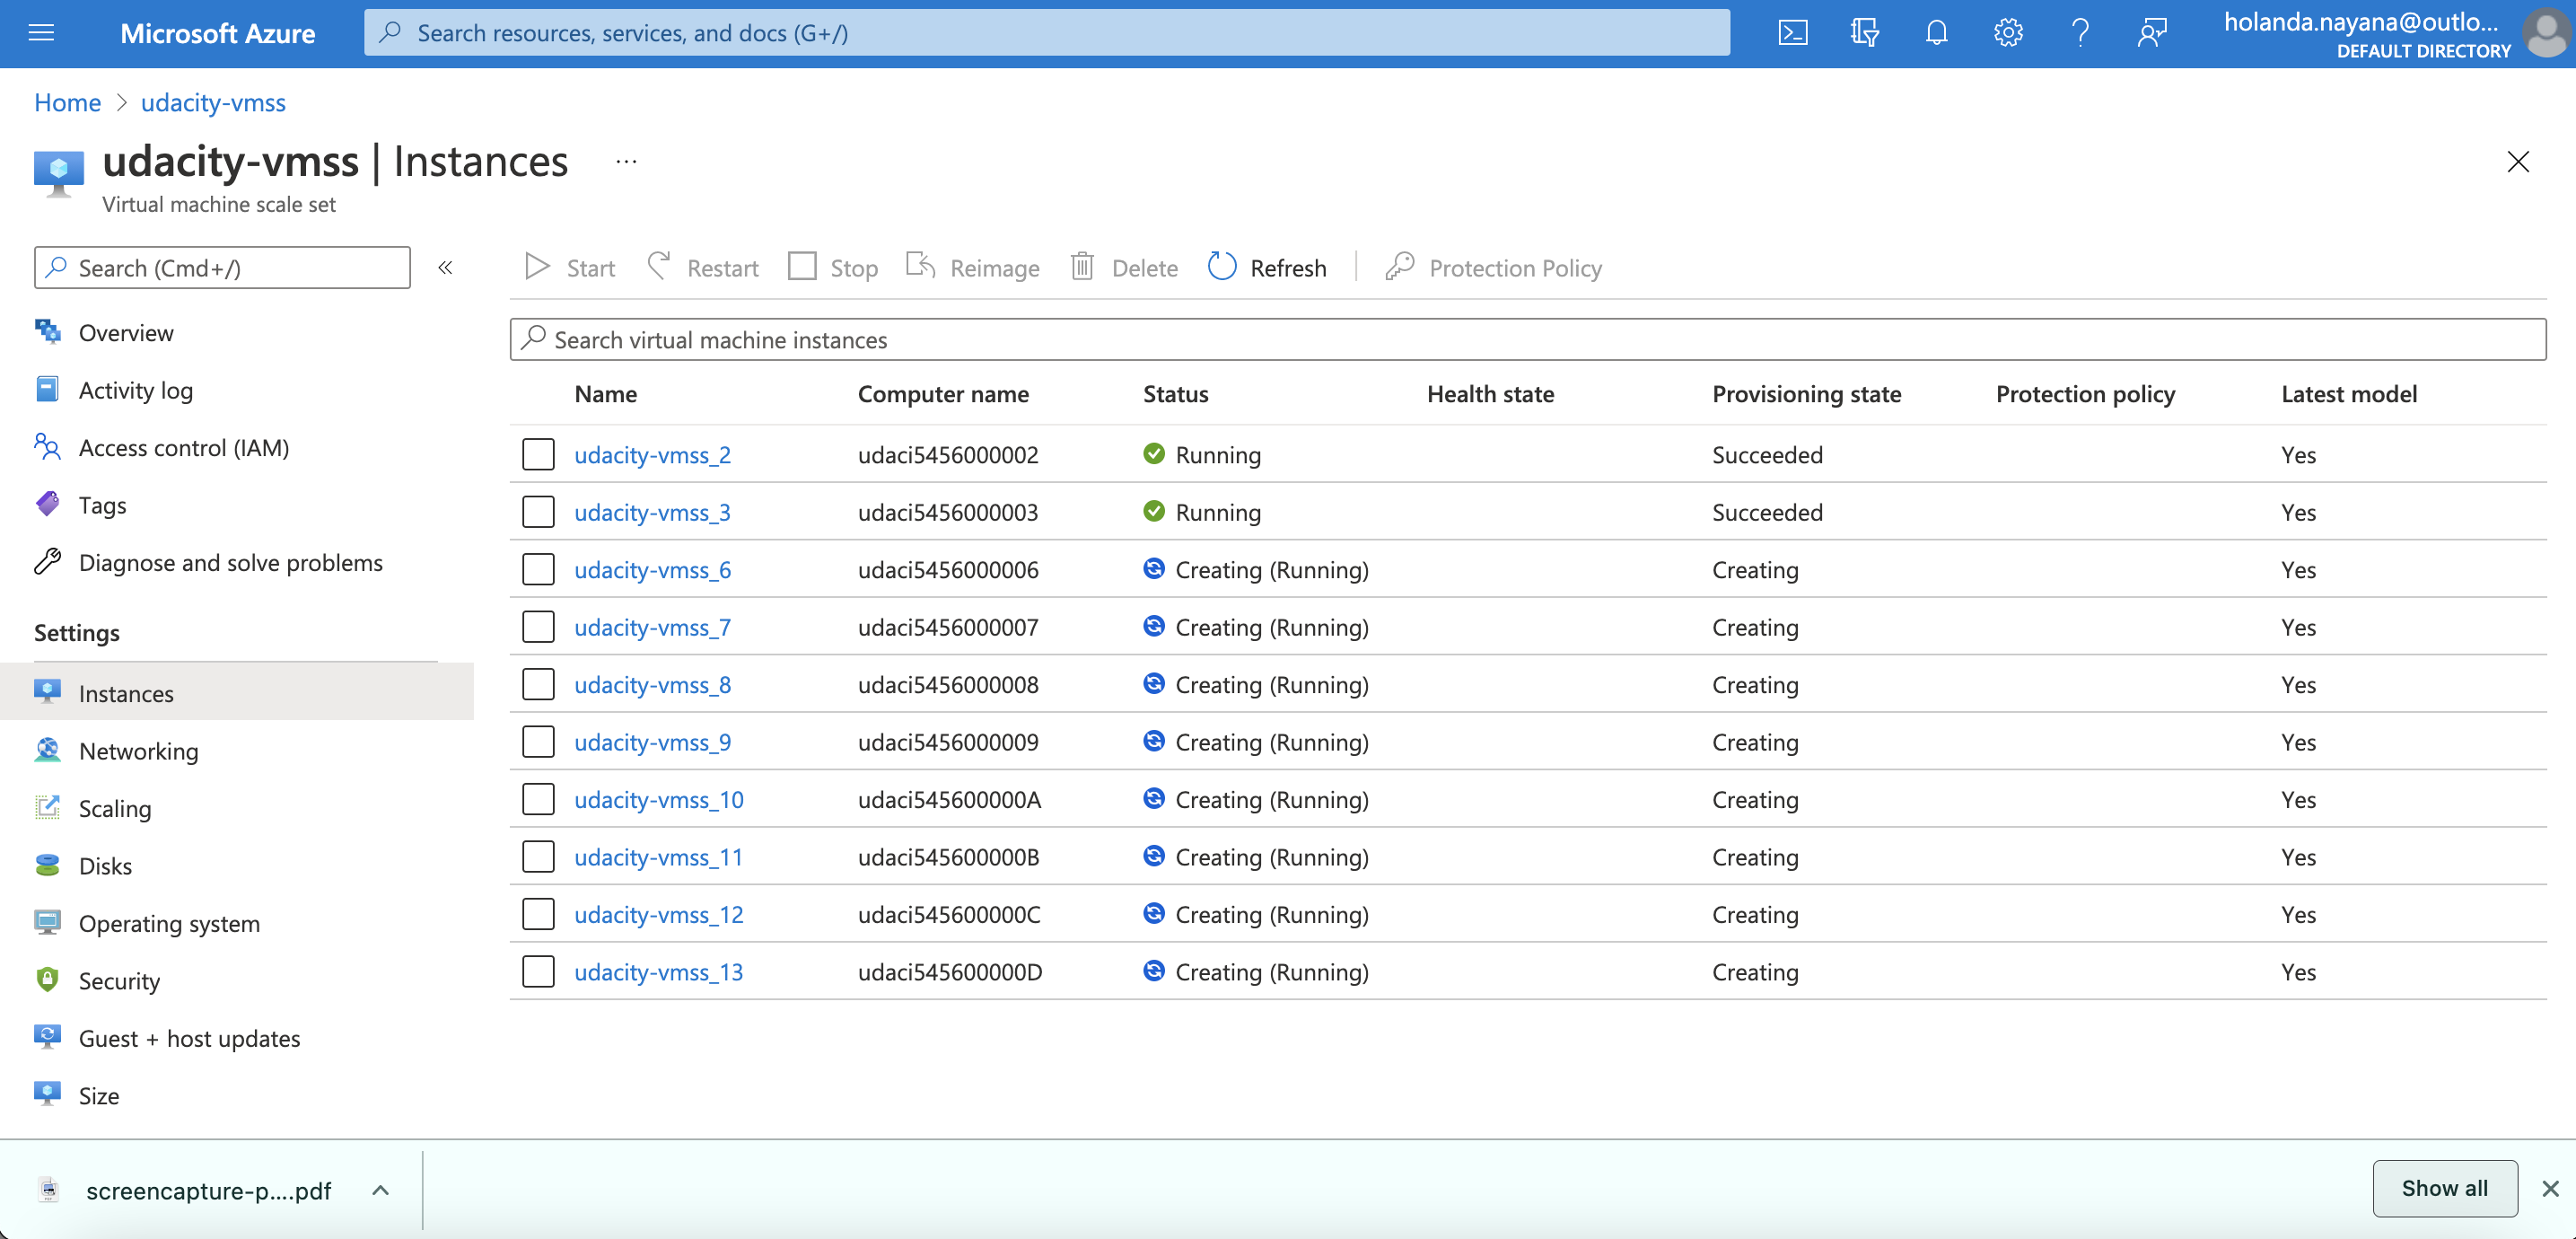 Microsoft Azure
Search resources, services, and docs (G+/)
holanda.nayana@outlo...
DEFAULT DIRECTORY
Home > udacity-vmss
udacity-vmss | Instances ...
Virtual machine scale set
Search (Cmd+/)
«
Overview
Activity log
Access control (IAM)
Tags
Diagnose and solve problems
Settings
Instances
Networking
Scaling
Disks
Operating system
Security
Guest + host updates
Size
Start Restart Stop Reimage Delete Refresh Protection Policy
Search virtual machine instances
Name Computer name Status Health state Provisioning state Protection policy Latest model
udacity-vmss_2 udaci5456000002 Running Succeeded Yes
udacity-vmss_3 udaci5456000003 Running Succeeded Yes
udacity-vmss_6 udaci5456000006 Creating (Running) Creating Yes
udacity-vmss_7 udaci5456000007 Creating (Running) Creating Yes
udacity-vmss_8 udaci5456000008 Creating (Running) Creating Yes
udacity-vmss_9 udaci5456000009 Creating (Running) Creating Yes
udacity-vmss_10 udaci545600000A Creating (Running) Creating Yes
udacity-vmss_11 udaci545600000B Creating (Running) Creating Yes
udacity-vmss_12 udaci545600000C Creating (Running) Creating Yes
udacity-vmss_13 udaci545600000D Creating (Running) Creating Yes
screencapture-p....pdf
Show all